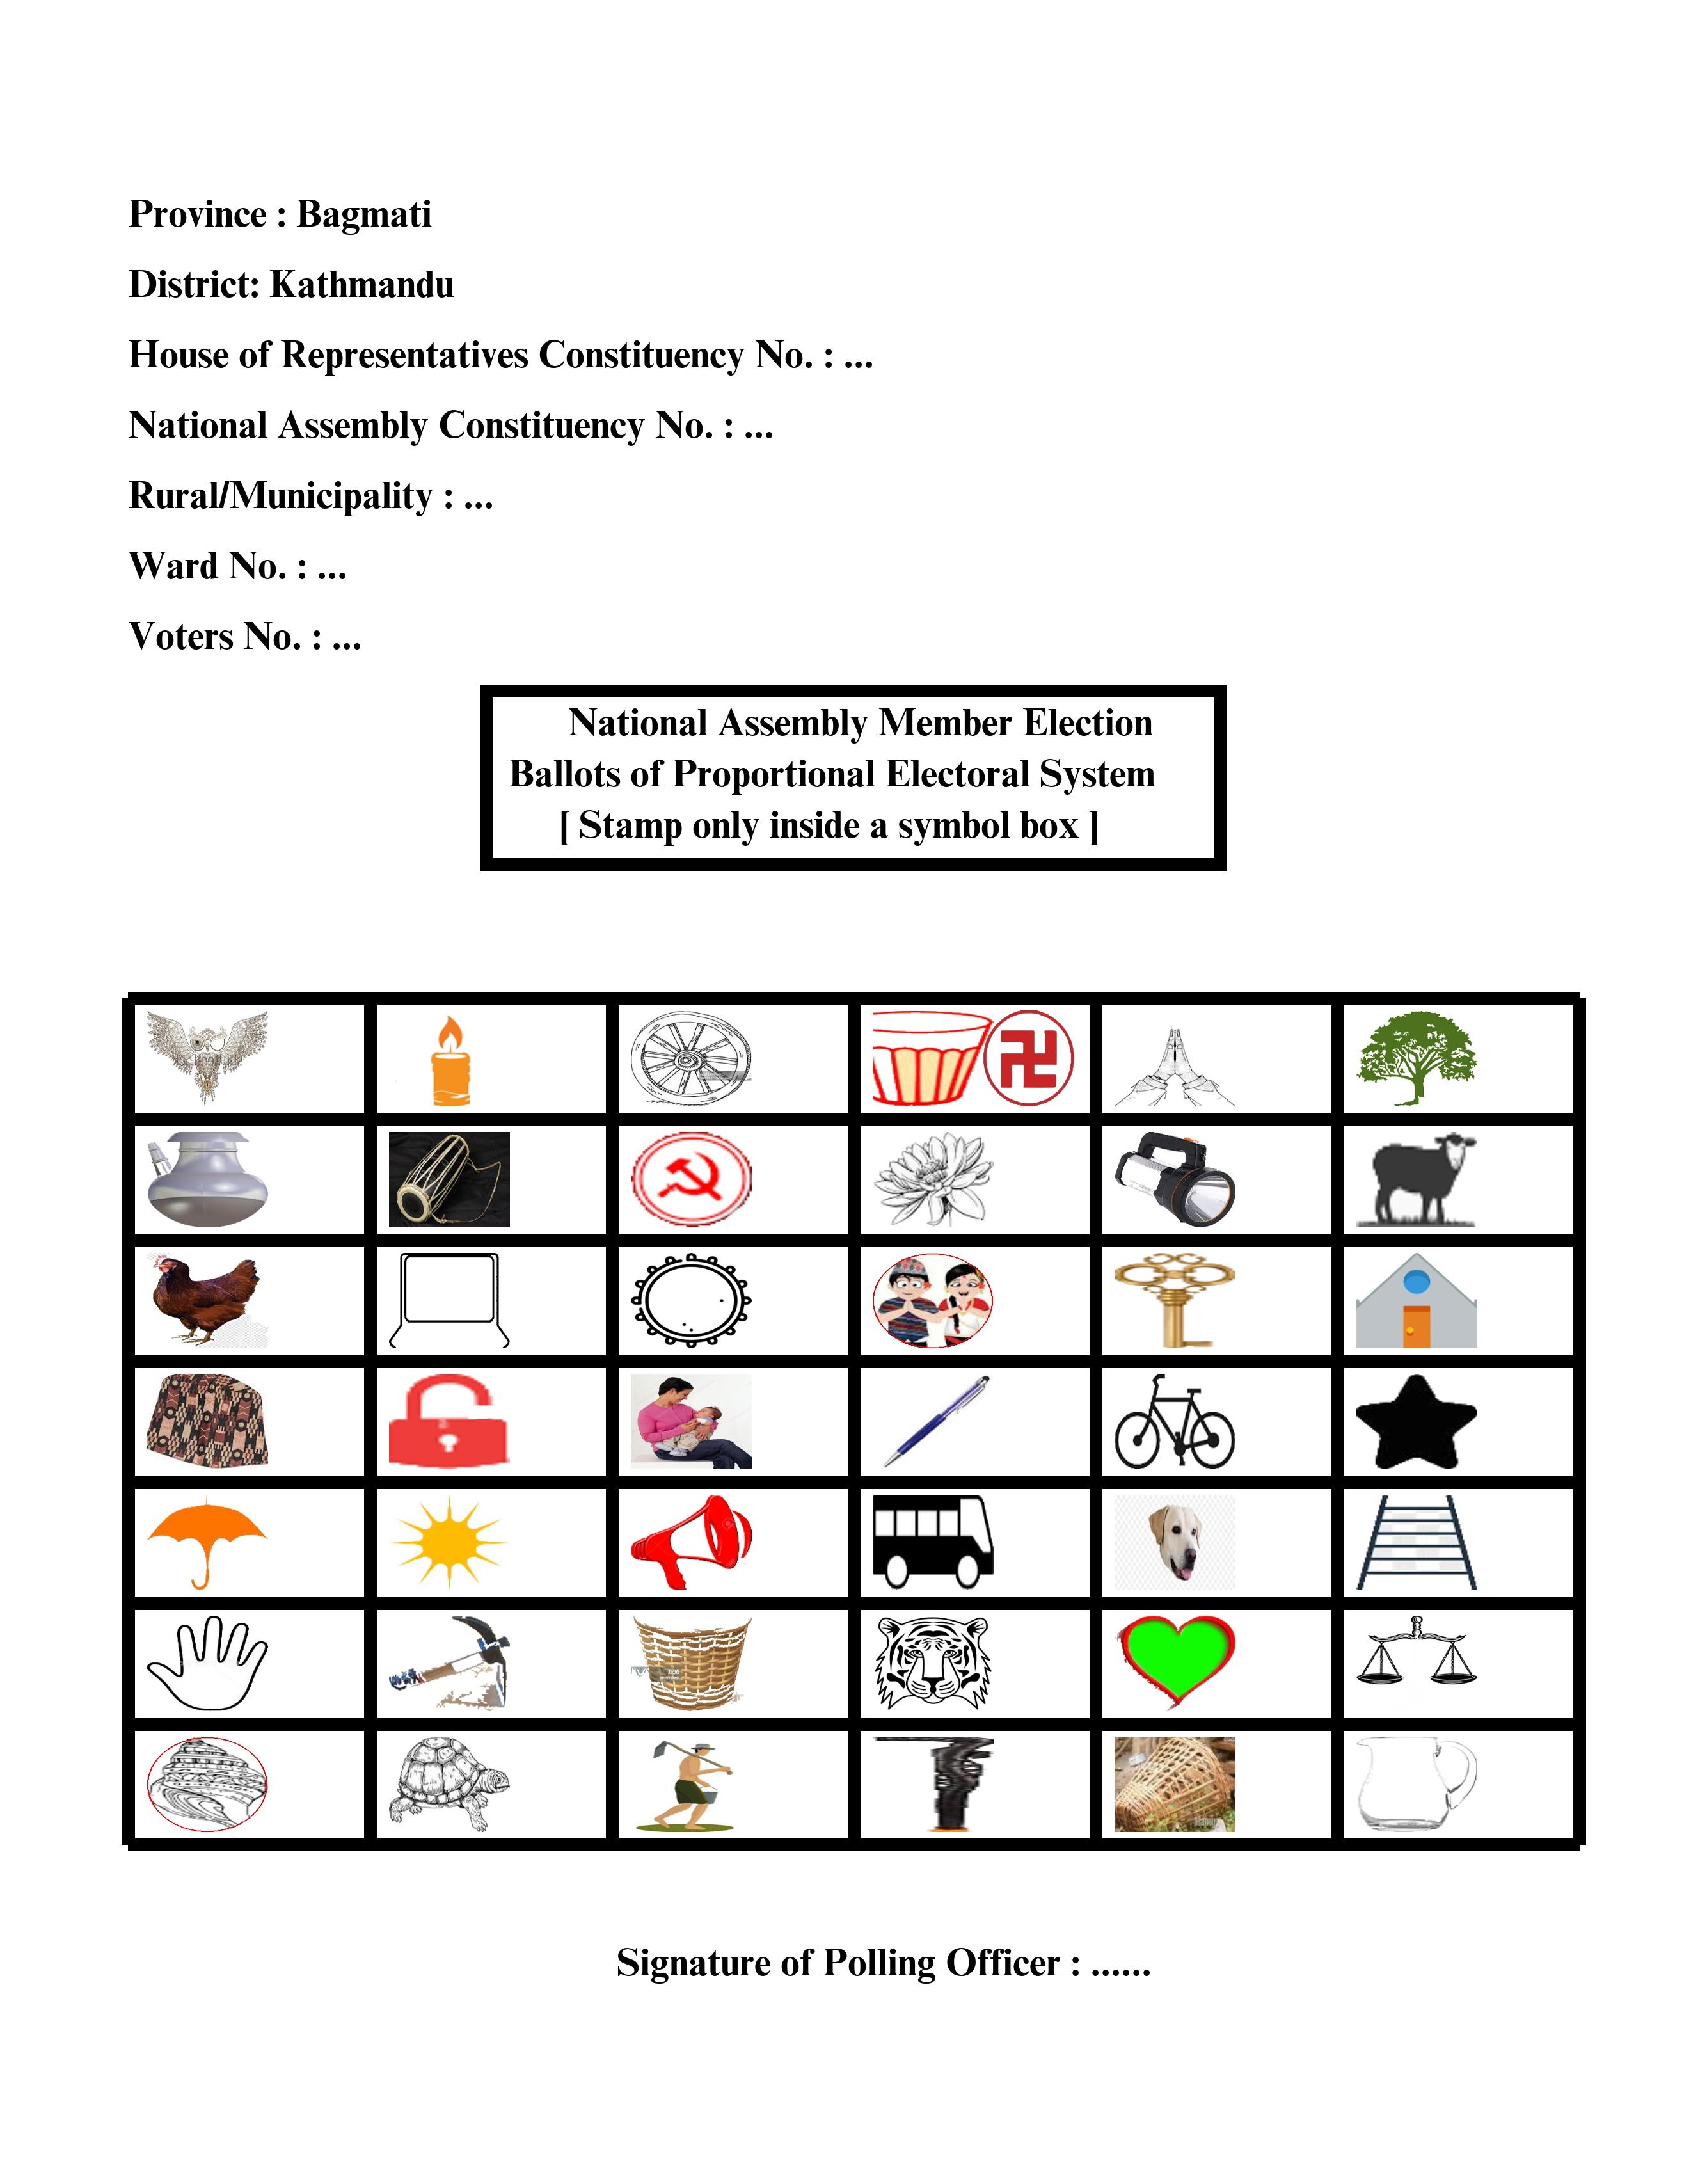 Province : Bagmati
District: Kathmandu
House of Representatives Constituency No. : ...
National Assembly Constituency No. : ...
Rural/Municipality : ...
Ward No. : ...
Voters No. : ...
National Assembly Member Election
Ballots of Proportional Electoral System
[ Stamp only inside a symbol box ]
Signature of Polling Officer : ......